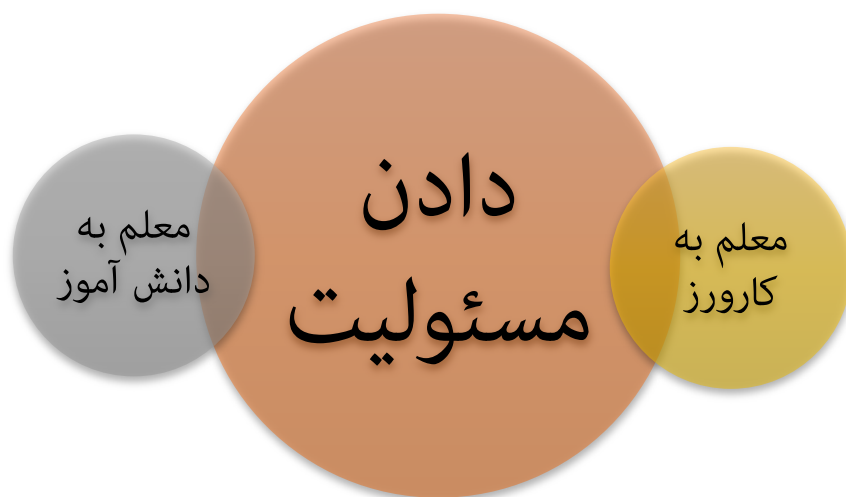 معلم به
کارورز
دادن
مسئولیت
معلم به
دانش آموز